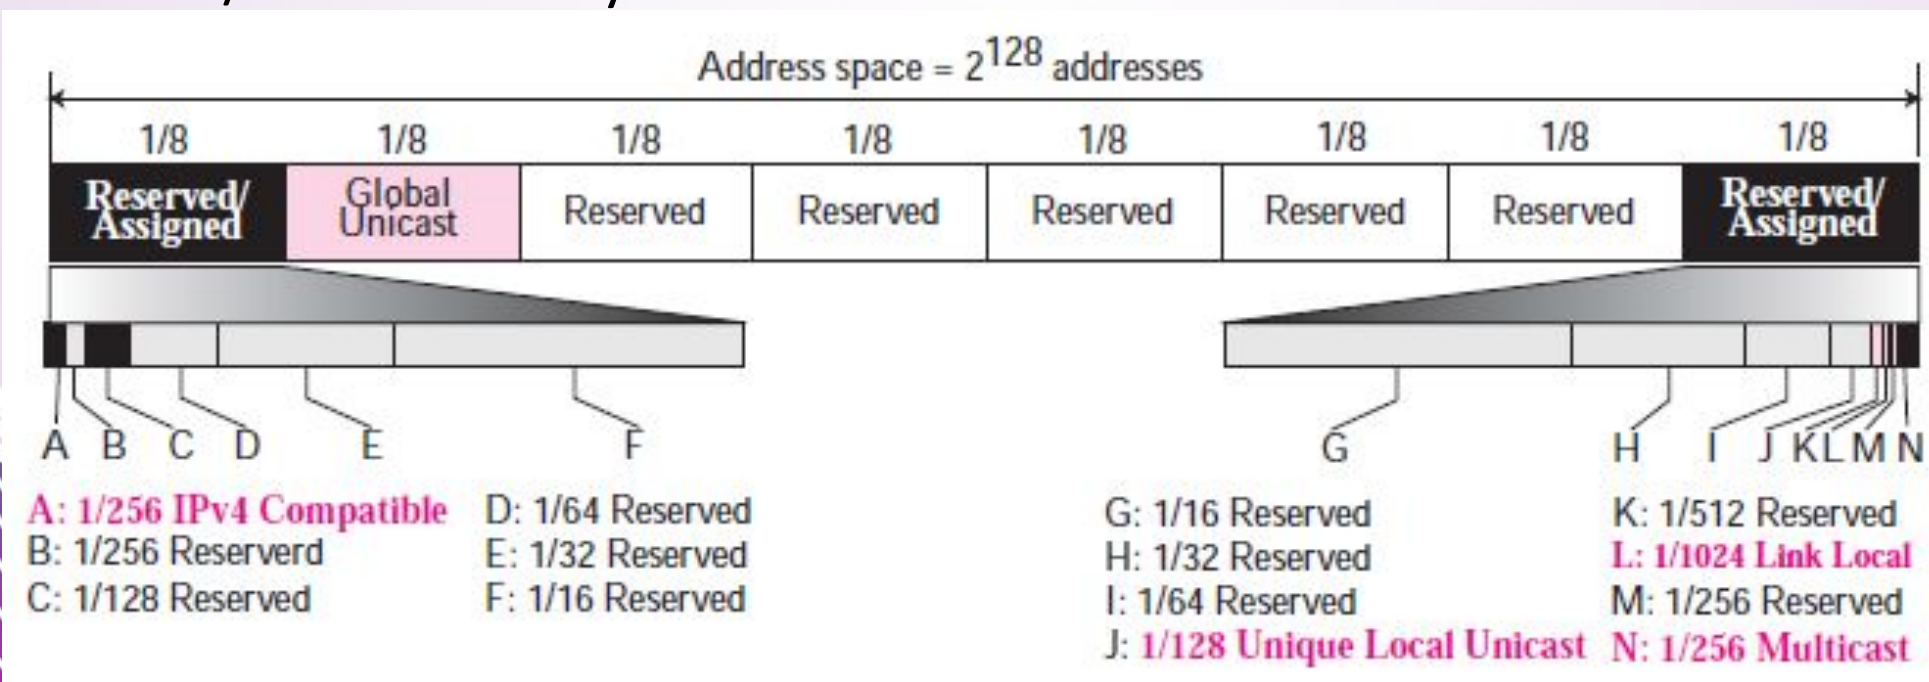 Address space = 2^128 addresses
1/8 1/8 1/8 1/8 1/8 1/8 1/8 1/8
Reserved/
Assigned
Global
Unicast
Reserved
Reserved
Reserved
Reserved
Reserved
Reserved/
Assigned
A B C D E F G H I J K L M N
A: 1/256 IPv4 Compatible
B: 1/256 Reserverd
C: 1/128 Reserved
D: 1/64 Reserved
E: 1/32 Reserved
F: 1/16 Reserved
G: 1/16 Reserved
H: 1/32 Reserved
I: 1/64 Reserved
J: 1/128 Unique Local Unicast
K: 1/512 Reserved
L: 1/1024 Link Local
M: 1/256 Reserved
N: 1/256 Multicast